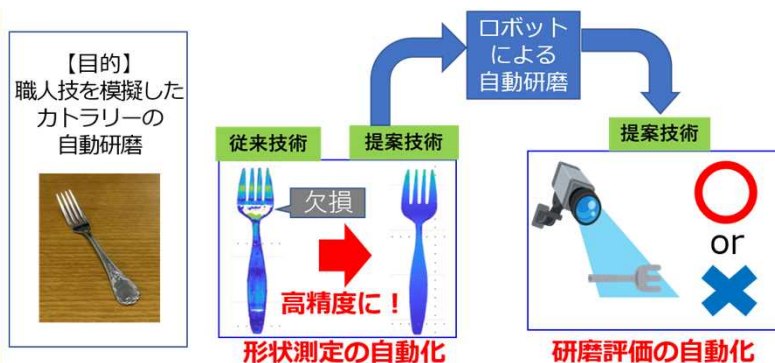 【目的】
職人技を模擬した
カトラリーの
自動研磨
ロボット
による
自動研磨
従来技術
提案技術
欠損
高精度に！
形状測定の自動化
提案技術
or
研磨評価の自動化